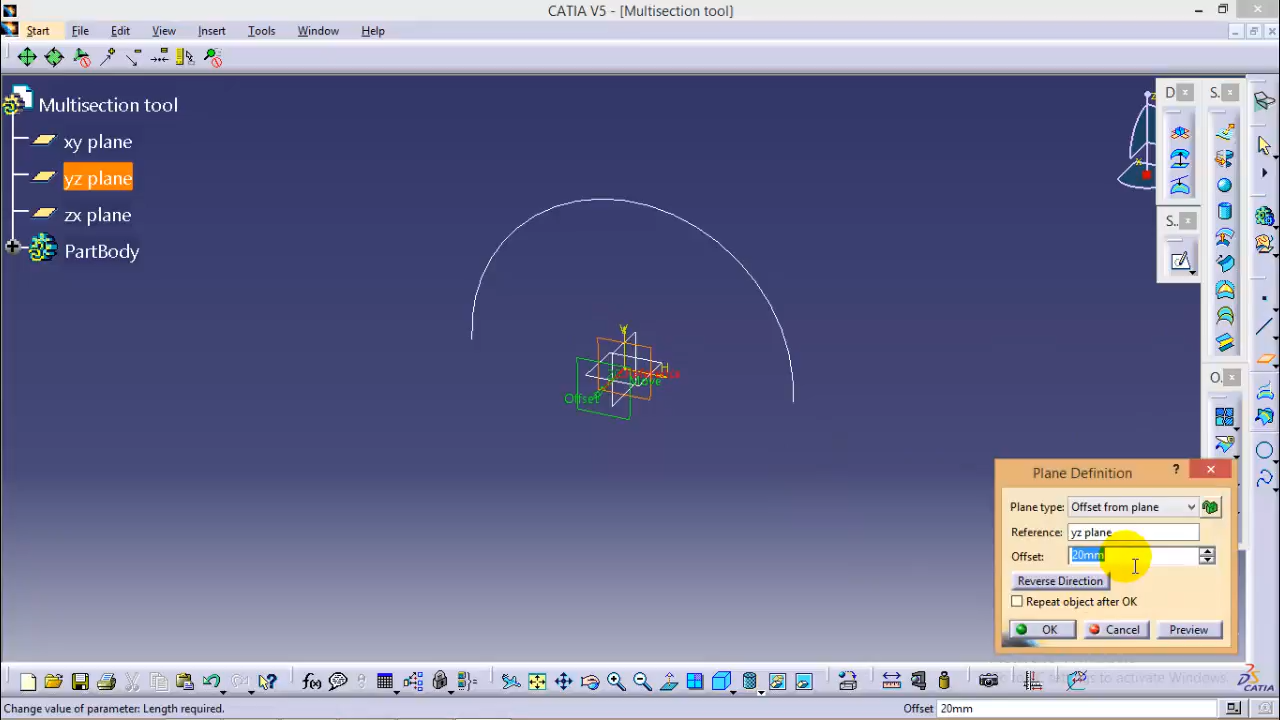 CATIA V5 - [Multisection tool]
Start File Edit View Insert Tools Window Help
Multisection tool
xy plane
yz plane
zx plane
PartBody
D
S..
S..
O..
H
Move
Offset
Plane Definition
?
Plane type: Offset from plane
Reference: yz plane
Offset: 20mm
Reverse Direction
Repeat object after OK
OK Cancel Preview
f(x)
CATIA
Change value of parameter: Length required.
Offset 20mm